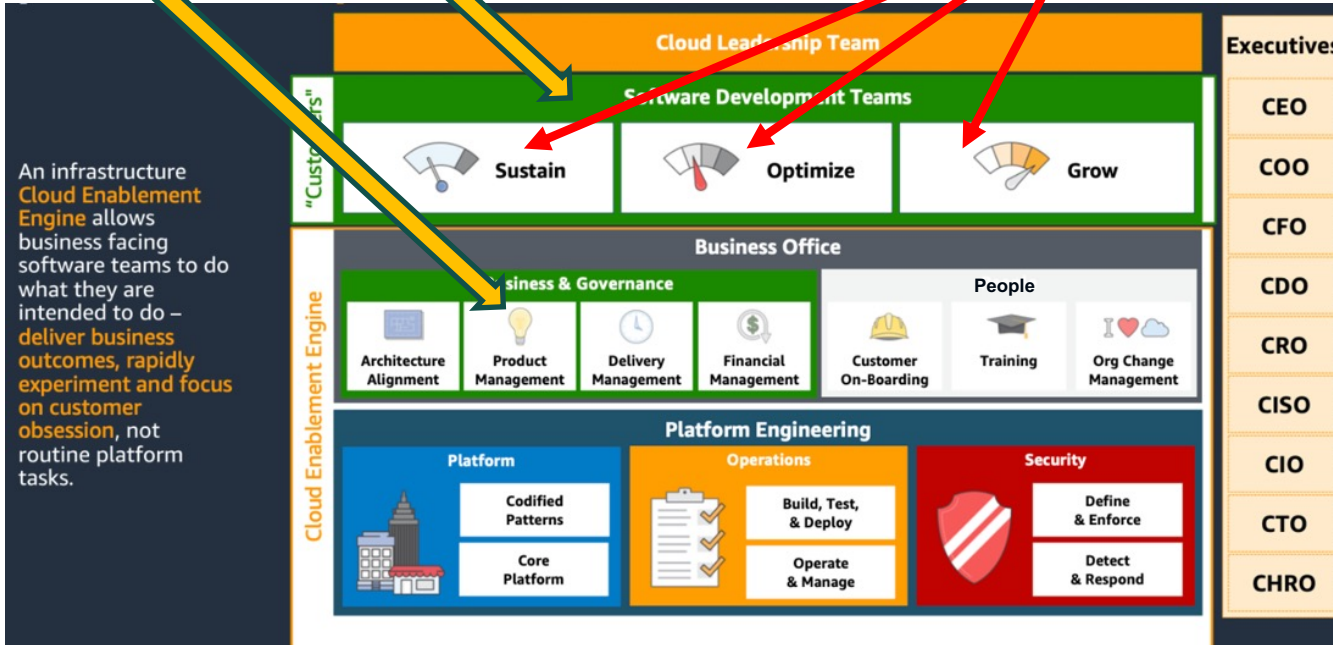 Cloud Leadership Team
Executives
CEO
COO
CFO
CDO
CRO
CISO
CIO
CTO
CHRO
An infrastructure
Cloud Enablement
Engine allows
business facing
software teams to do
what they are
intended to do –
deliver business
outcomes, rapidly
experiment and focus
on customer
obsession, not
routine platform
tasks.
Software Development Teams
Sustain
Optimize
Grow
Cloud Enablement Engine
Business Office
& Governance
Architecture
Alignment
Product
Management
Delivery
Management
Financial
Management
People
Customer
On-Boarding
Training
Org Change
Management
Platform Engineering
Platform
Codified
Patterns
Core
Platform
Operations
Build, Test,
& Deploy
Operate
& Manage
Security
Define
& Enforce
Detect
& Respond